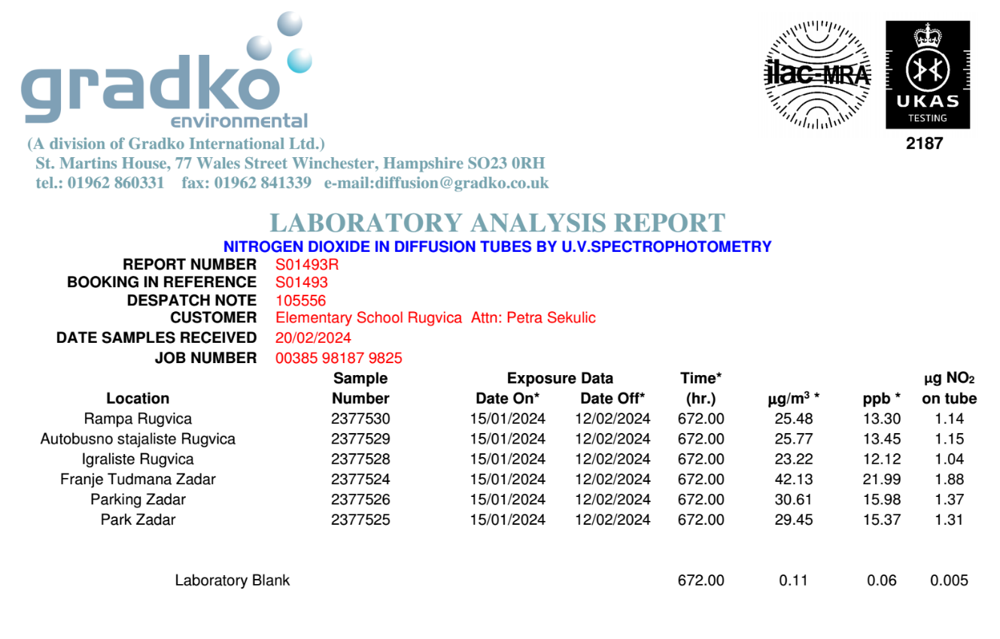 gradko
environmental
ilac-MRA
UKAS
TESTING
2187
(A division of Gradko International Ltd.)
St. Martins House, 77 Wales Street Winchester, Hampshire SO23 0RH
tel.: 01962 860331 fax: 01962 841339 e-mail:diffusion@gradko.co.uk
LABORATORY ANALYSIS REPORT
NITROGEN DIOXIDE IN DIFFUSION TUBES BY U.V.SPECTROPHOTOMETRY
REPORT NUMBER S01493R
BOOKING IN REFERENCE S01493
DESPATCH NOTE 105556
CUSTOMER Elementary School Rugvica Attn: Petra Sekulic
DATE SAMPLES RECEIVED 20/02/2024
JOB NUMBER 00385 98187 9825
Sample Exposure Data Time* µg NO₂
Location Number Date On* Date Off* (hr.) µg/m³ * ppb * on tube
Rampa Rugvica 2377530 15/01/2024 12/02/2024 672.00 25.48 13.30 1.14
Autobusno stajaliste Rugvica 2377529 15/01/2024 12/02/2024 672.00 25.77 13.45 1.15
Igraliste Rugvica 2377528 15/01/2024 12/02/2024 672.00 23.22 12.12 1.04
Franje Tudmana Zadar 2377524 15/01/2024 12/02/2024 672.00 42.13 21.99 1.88
Parking Zadar 2377526 15/01/2024 12/02/2024 672.00 30.61 15.98 1.37
Park Zadar 2377525 15/01/2024 12/02/2024 672.00 29.45 15.37 1.31
Laboratory Blank 672.00 0.11 0.06 0.005